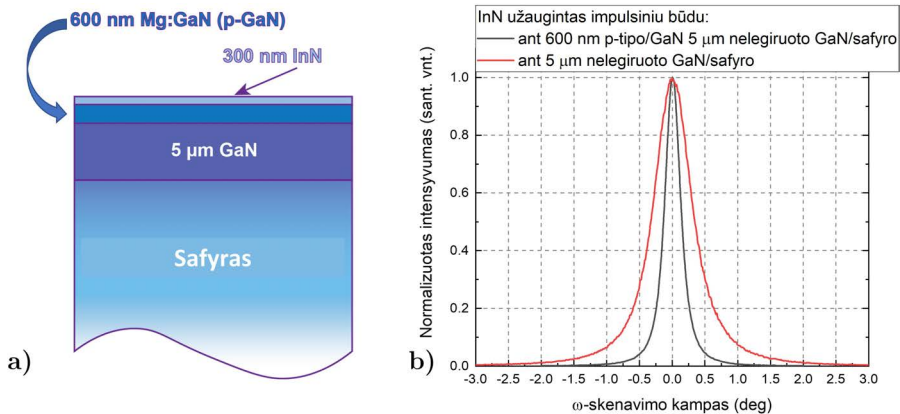 600 nm Mg:GaN (p-GaN)
300 nm InN
5 µm GaN
Safyras
a)
InN užaugintas impulsiniu būdu:
ant 600 nm p-tipo/GaN 5 µm nelegiruoto GaN/safyro
ant 5 µm nelegiruoto GaN/safyro
Normalizuotas intensyvumas (sant. vnt.)
1.0
0.8
0.6
0.4
0.2
0.0
-3.0 -2.5 -2.0 -1.5 -1.0 -0.5 0.0 0.5 1.0 1.5 2.0 2.5 3.0
ω-skenavimo kampas (deg)
b)